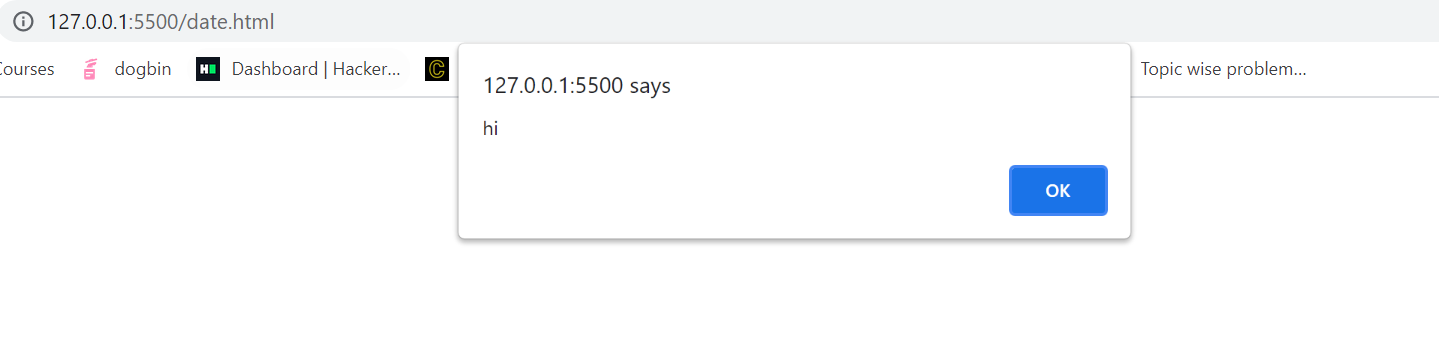 127.0.0.1:5500/date.html
Courses dogbin Dashboard | Hacker... Topic wise problem...
127.0.0.1:5500 says
hi
OK